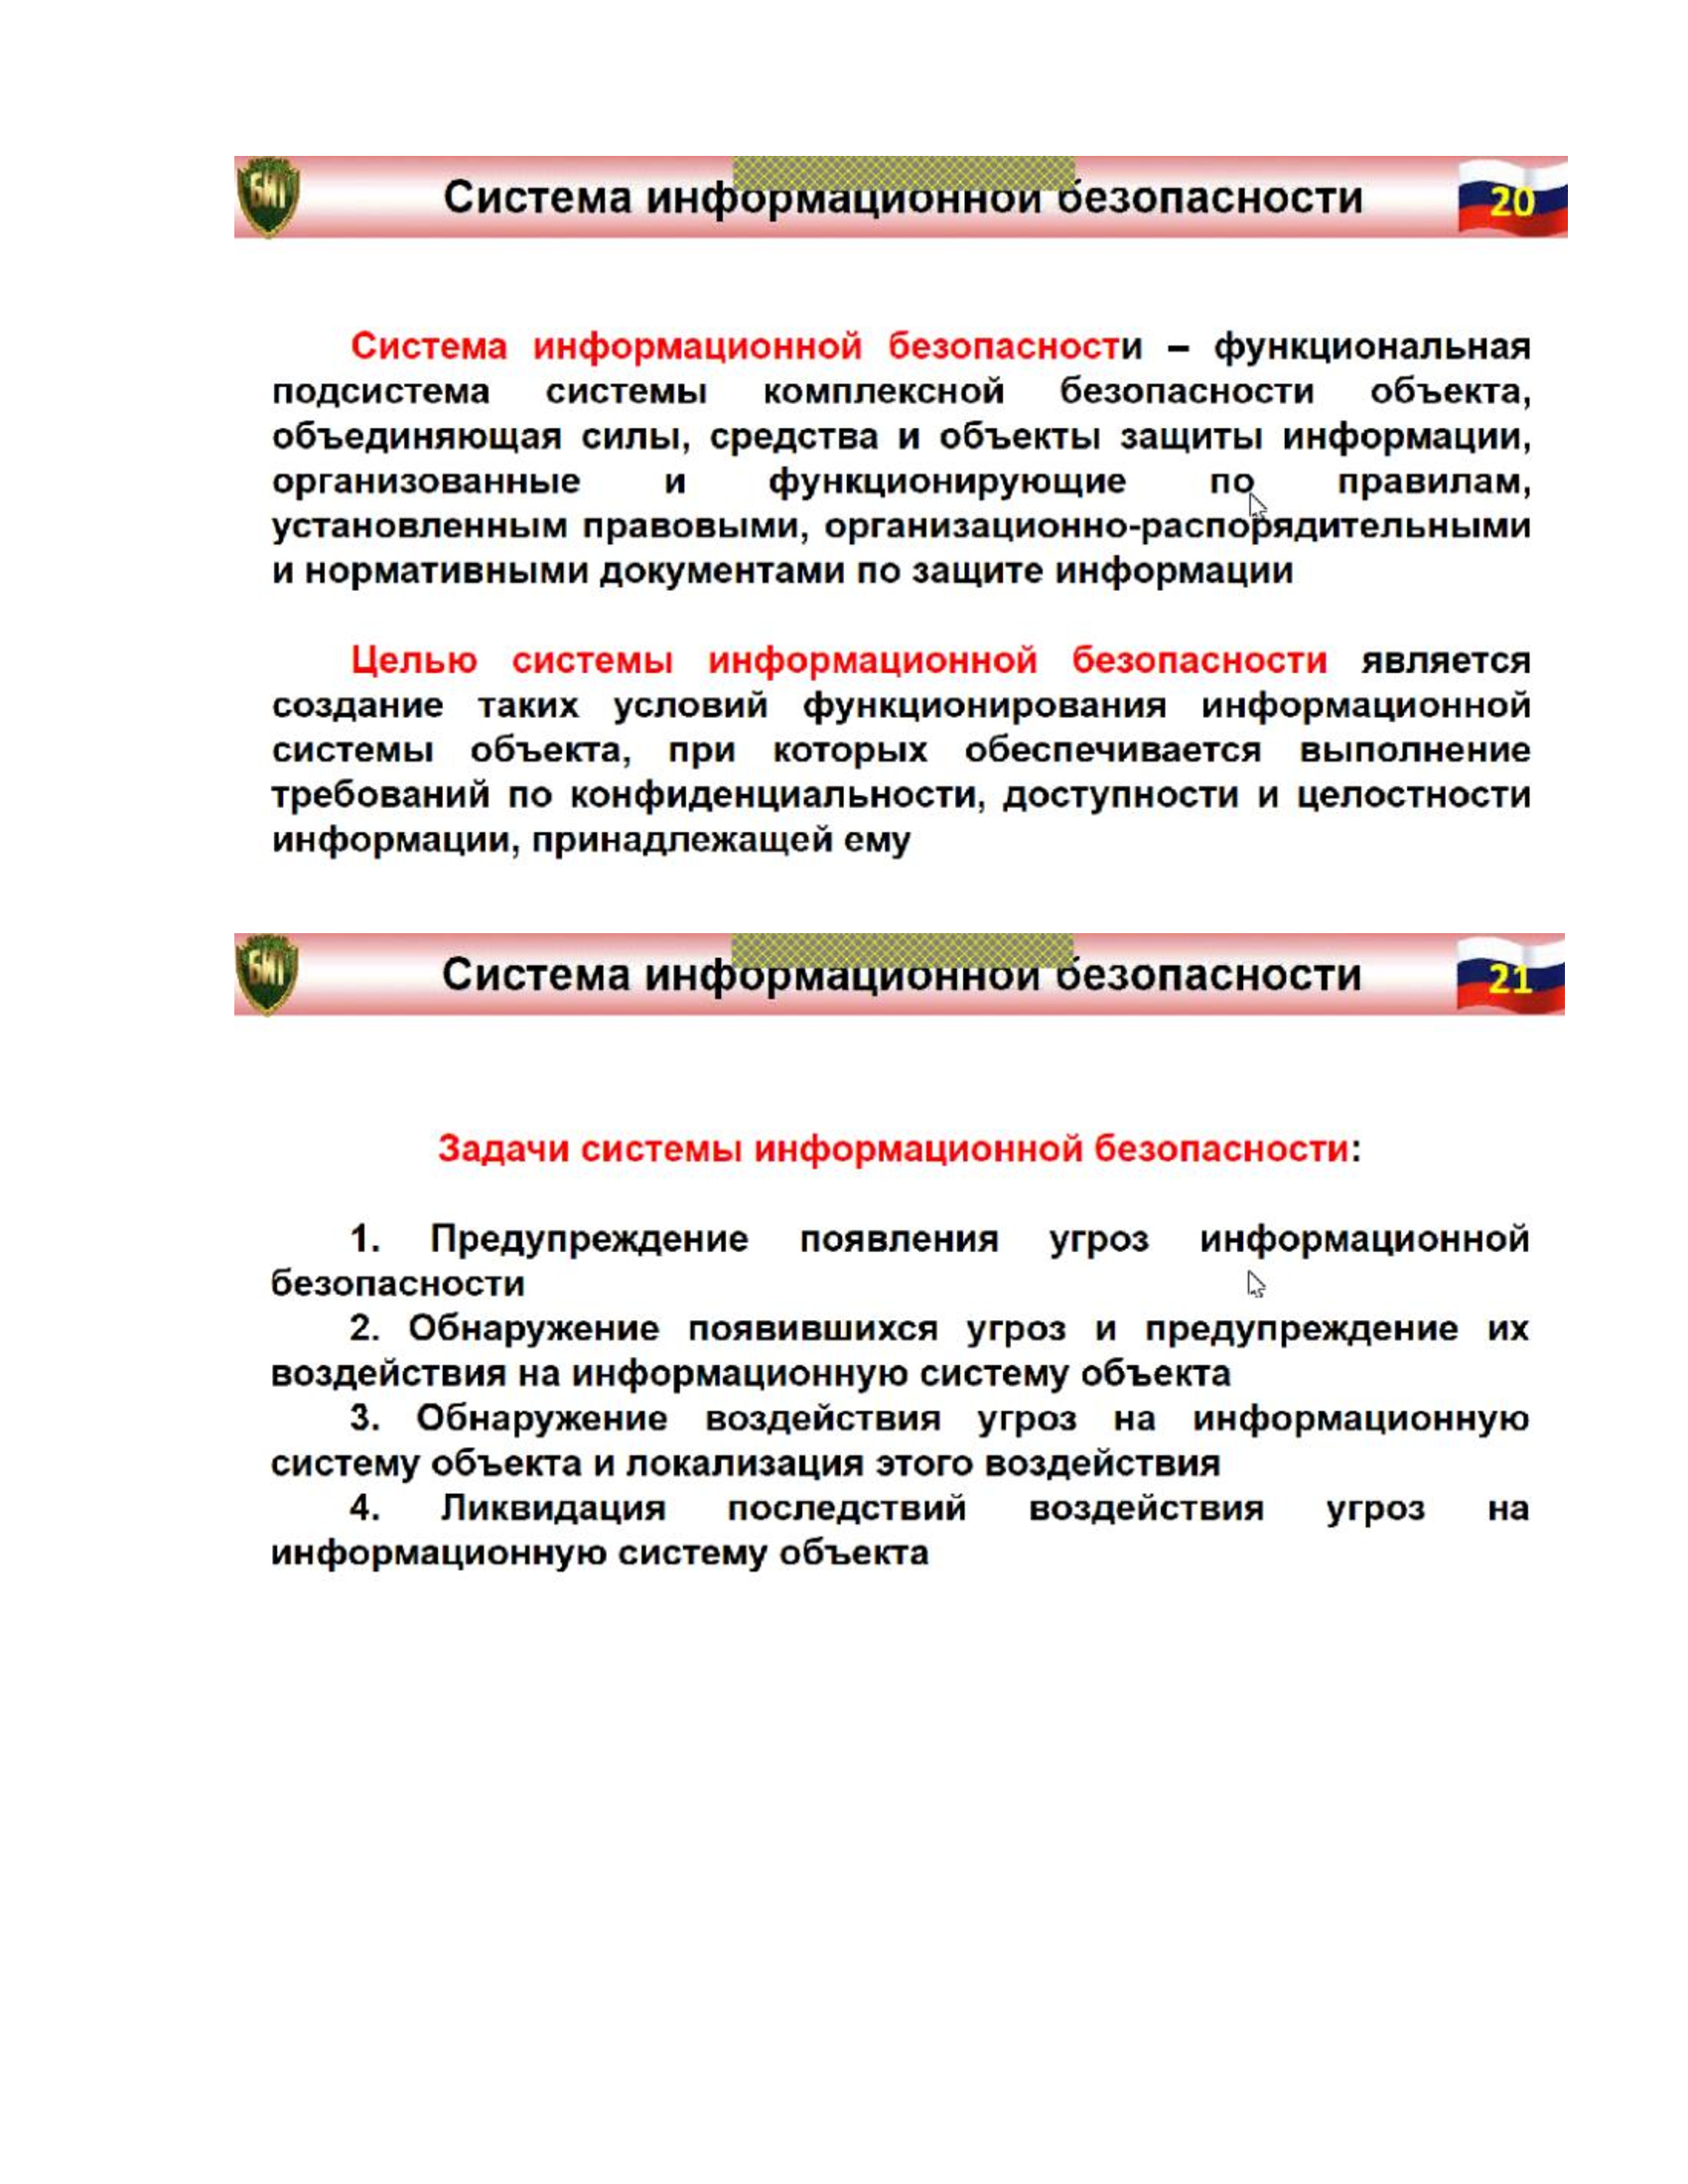 БИТ
Система информационной безопасности
20
Система информационной безопасности – функциональная
подсистема системы комплексной безопасности объекта,
объединяющая силы, средства и объекты защиты информации,
организованные и функционирующие по правилам,
установленным правовыми, организационно-распорядительными
и нормативными документами по защите информации
Целью системы информационной безопасности является
создание таких условий функционирования информационной
системы объекта, при которых обеспечивается выполнение
требований по конфиденциальности, доступности и целостности
информации, принадлежащей ему
БИТ
Система информационной безопасности
21
Задачи системы информационной безопасности:
1. Предупреждение появления угроз информационной
безопасности
2. Обнаружение появившихся угроз и предупреждение их
воздействия на информационную систему объекта
3. Обнаружение воздействия угроз на информационную
систему объекта и локализация этого воздействия
4. Ликвидация последствий воздействия угроз на
информационную систему объекта